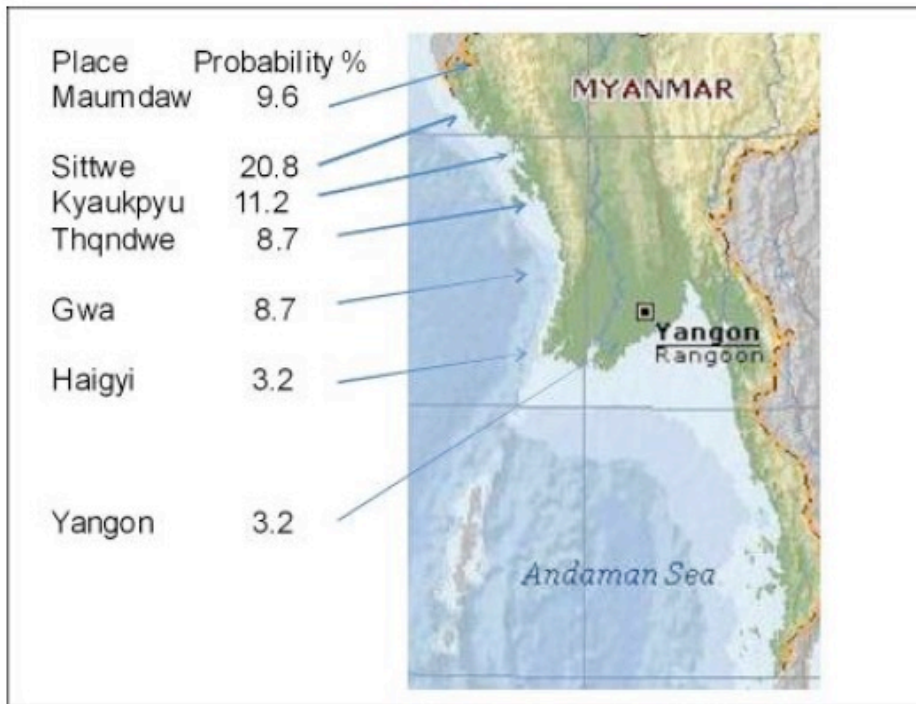 Place Probability %
Maumdaw 9.6
Sittwe 20.8
Kyaukpyu 11.2
Thqndwe 8.7
Gwa 8.7
Haigyi 3.2
Yangon 3.2
MYANMAR
Yangon
Rangoon
Andaman Sea